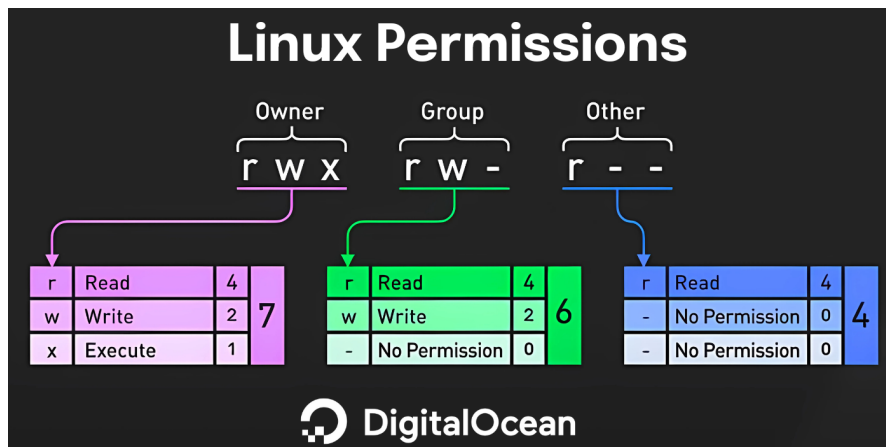 Linux Permissions
Owner Group Other
r w x r w - r - -
r Read 4
w Write 2
x Execute 1
7
r Read 4
w Write 2
- No Permission 0
6
r Read 4
- No Permission 0
- No Permission 0
4
DigitalOcean